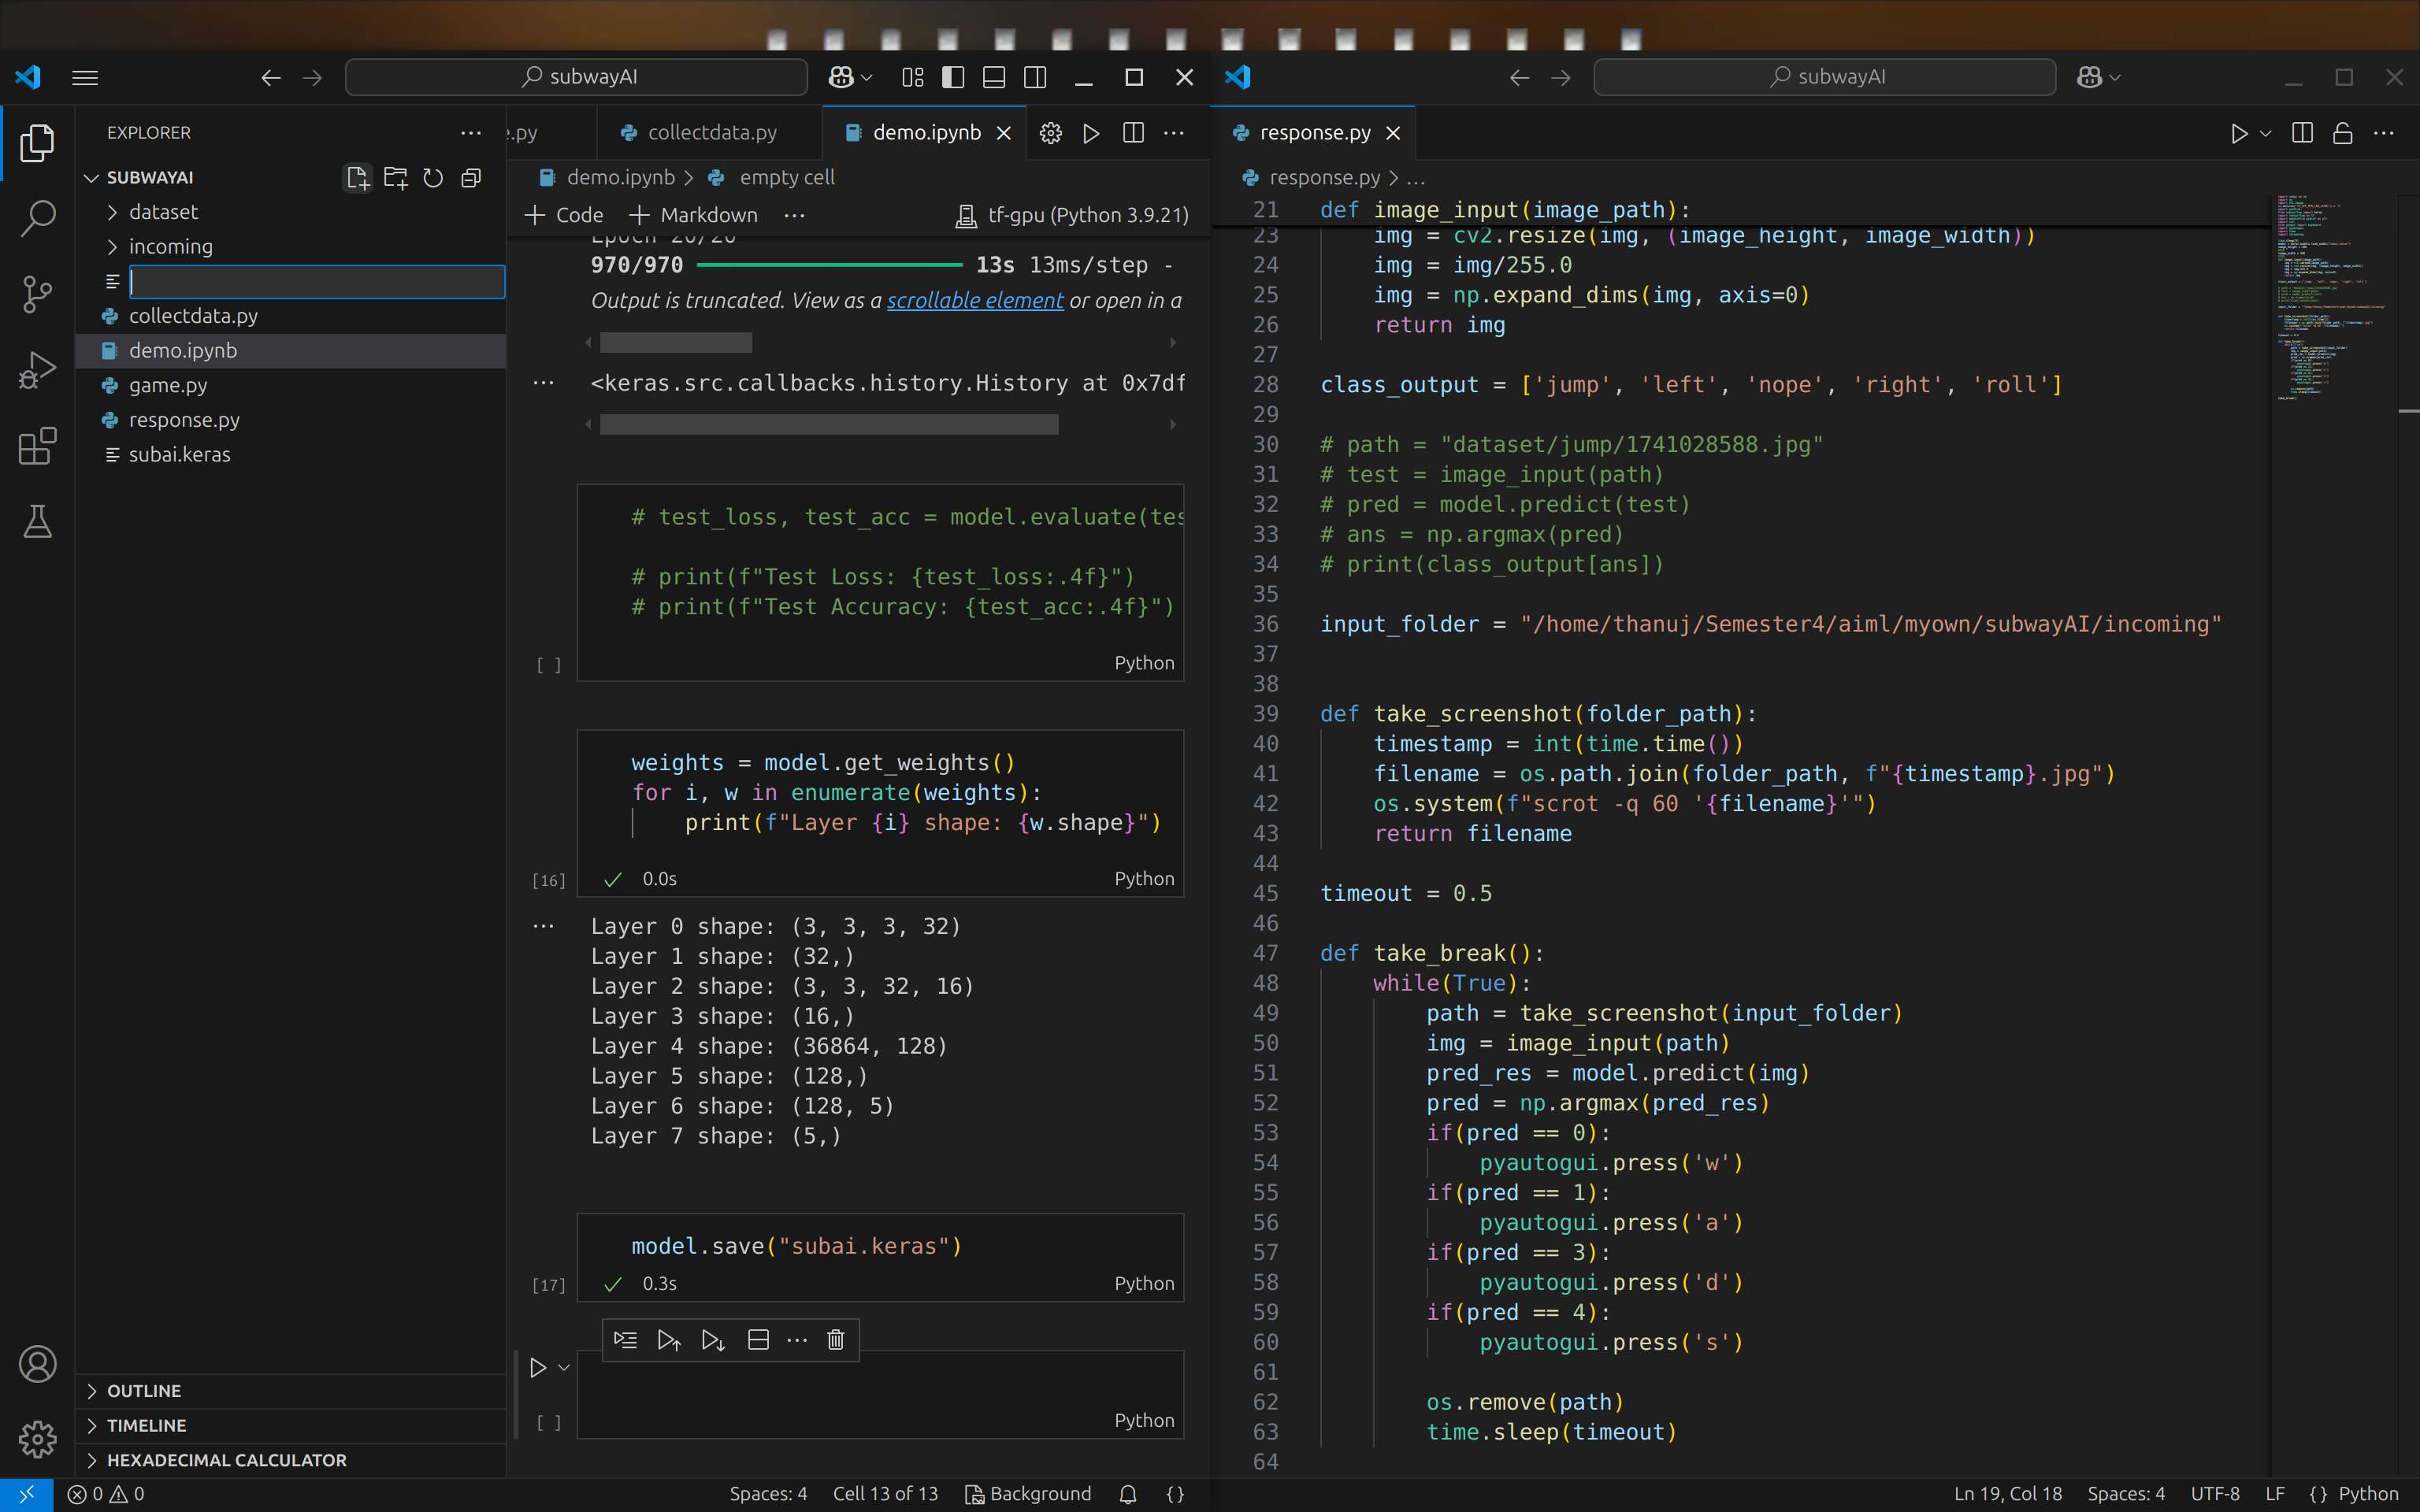 subwayAI
subwayAI
EXPLORER
SUBWAYAI
dataset
incoming
collectdata.py
demo.ipynb
game.py
response.py
subai.keras
OUTLINE
TIMELINE
HEXADECIMAL CALCULATOR
e.py
collectdata.py
demo.ipynb
demo.ipynb > empty cell
+ Code + Markdown ...
tf-gpu (Python 3.9.21)
Epoch 20/20
970/970 13s 13ms/step -
Output is truncated. View as a scrollable element or open in a
<keras.src.callbacks.history.History at 0x7df
# test_loss, test_acc = model.evaluate(tes
# print(f"Test Loss: {test_loss:.4f}")
# print(f"Test Accuracy: {test_acc:.4f}")
[ ]
Python
weights = model.get_weights()
for i, w in enumerate(weights):
print(f"Layer {i} shape: {w.shape}")
[16] 0.0s Python
Layer 0 shape: (3, 3, 3, 32)
Layer 1 shape: (32,)
Layer 2 shape: (3, 3, 32, 16)
Layer 3 shape: (16,)
Layer 4 shape: (36864, 128)
Layer 5 shape: (128,)
Layer 6 shape: (128, 5)
Layer 7 shape: (5,)
model.save("subai.keras")
[17] 0.3s Python
[ ] Python
response.py
response.py > ...
21 def image_input(image_path):
23 img = cv2.resize(img, (image_height, image_width))
24 img = img/255.0
25 img = np.expand_dims(img, axis=0)
26 return img
27
28 class_output = ['jump', 'left', 'nope', 'right', 'roll']
29
30 # path = "dataset/jump/1741028588.jpg"
31 # test = image_input(path)
32 # pred = model.predict(test)
33 # ans = np.argmax(pred)
34 # print(class_output[ans])
35
36 input_folder = "/home/thanuj/Semester4/aiml/myown/subwayAI/incoming"
37
38
39 def take_screenshot(folder_path):
40 timestamp = int(time.time())
41 filename = os.path.join(folder_path, f"{timestamp}.jpg")
42 os.system(f"scrot -q 60 '{filename}'")
43 return filename
44
45 timeout = 0.5
46
47 def take_break():
48 while(True):
49 path = take_screenshot(input_folder)
50 img = image_input(path)
51 pred_res = model.predict(img)
52 pred = np.argmax(pred_res)
53 if(pred == 0):
54 pyautogui.press('w')
55 if(pred == 1):
56 pyautogui.press('a')
57 if(pred == 3):
58 pyautogui.press('d')
59 if(pred == 4):
60 pyautogui.press('s')
61
62 os.remove(path)
63 time.sleep(timeout)
64
0 0
Spaces: 4 Cell 13 of 13 Background {}
Ln 19, Col 18 Spaces: 4 UTF-8 LF {} Python